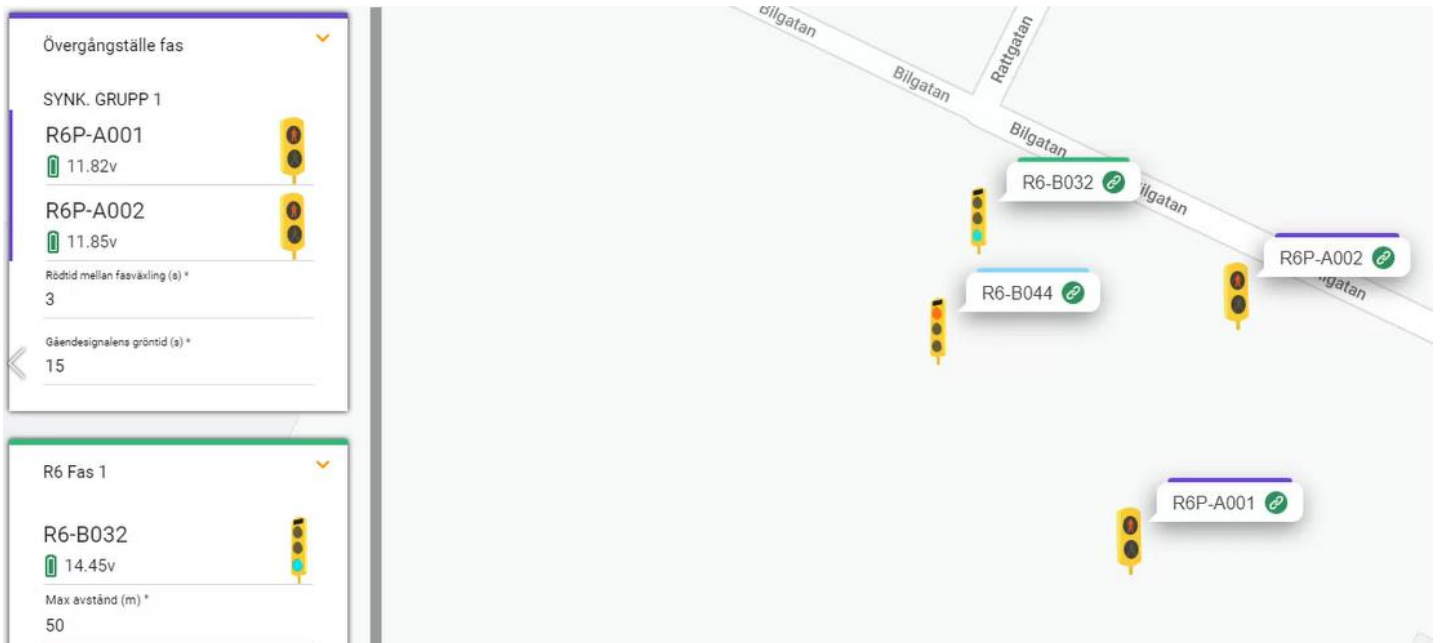 Övergångställe fas
SYNK. GRUPP 1
R6P-A001
11.82v
R6P-A002
11.85v
Rödtid mellan fasväxling (s) *
3
Gåendesignalens gröntid (s) *
15
R6 Fas 1
R6-B032
14.45v
Max avstånd (m) *
50
Bilgatan
Bilgatan
Rattgatan
Bilgatan
R6-B032
ilgatan
R6P-A002
ilgatan
R6-B044
R6P-A001